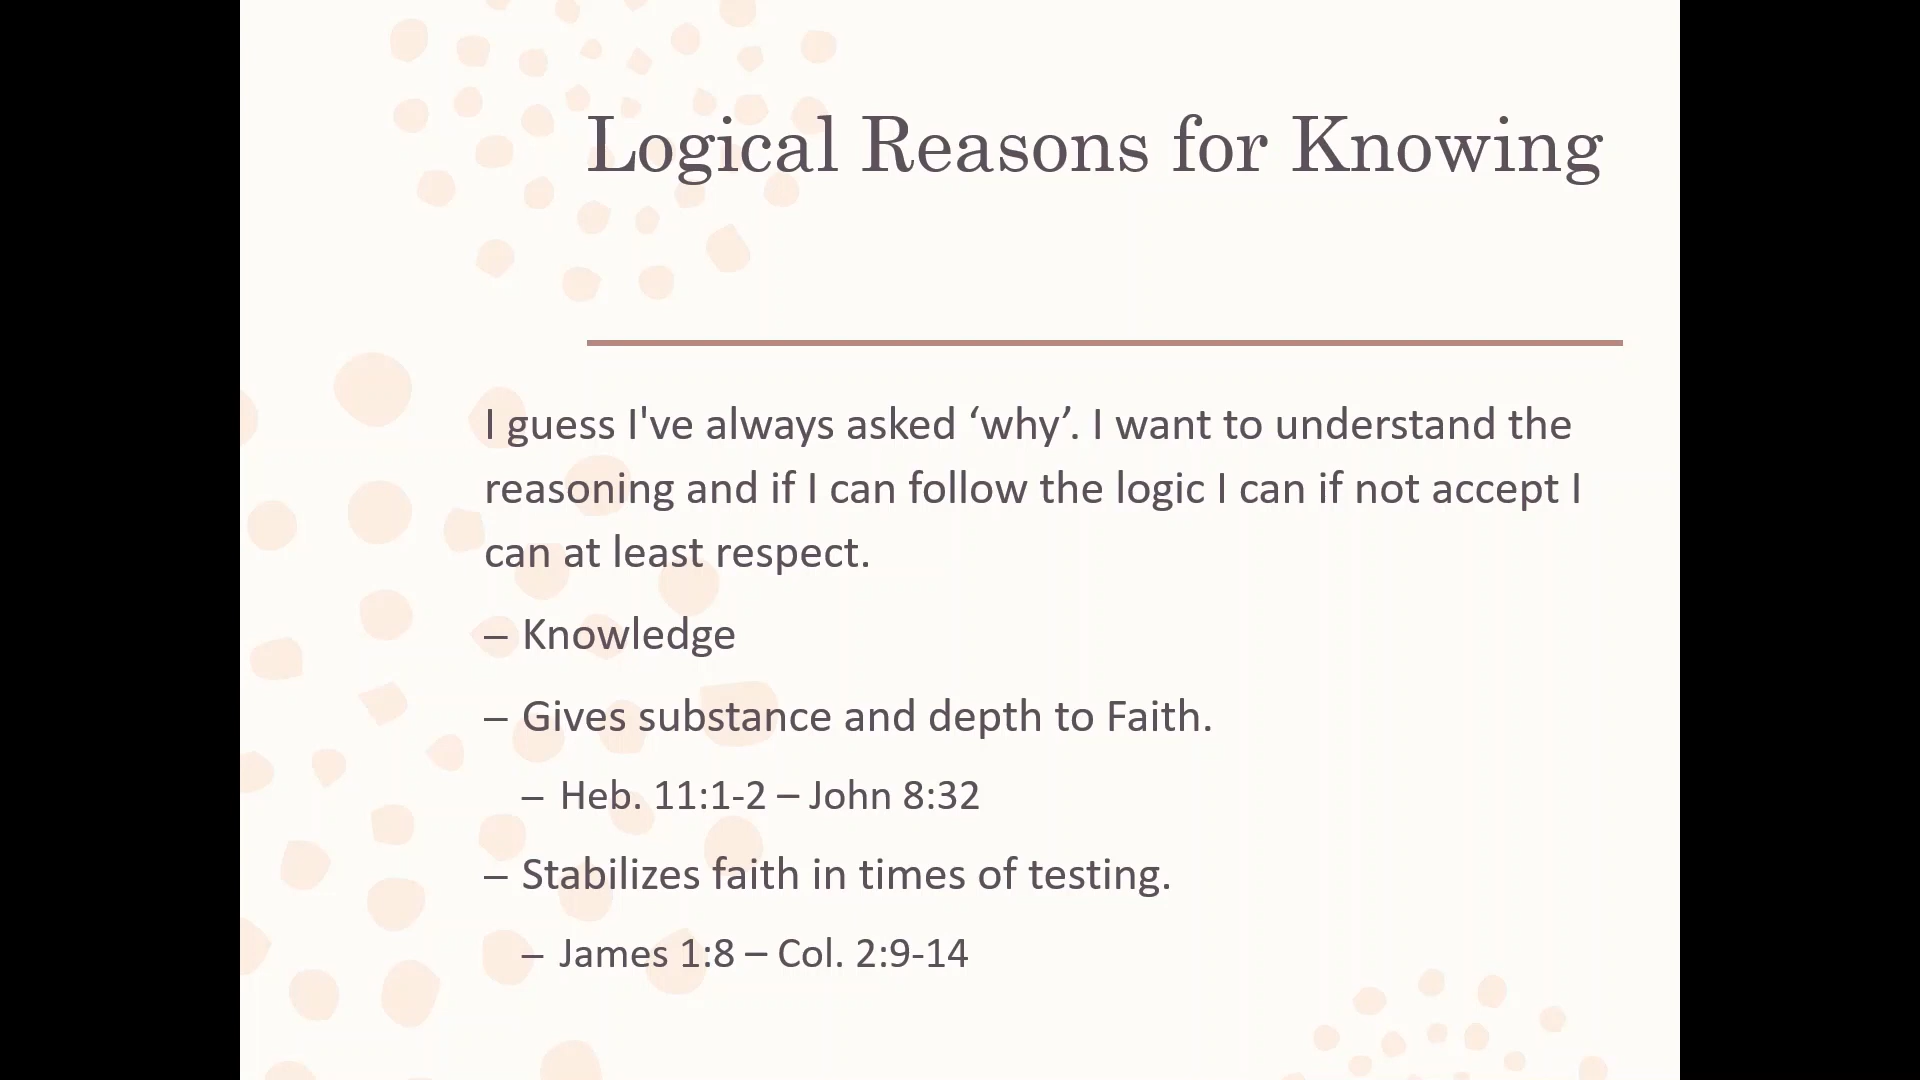 Logical Reasons for Knowing
I guess I've always asked ‘why’. I want to understand the
reasoning and if I can follow the logic I can if not accept I
can at least respect.
– Knowledge
– Gives substance and depth to Faith.
– Heb. 11:1-2 – John 8:32
– Stabilizes faith in times of testing.
– James 1:8 – Col. 2:9-14